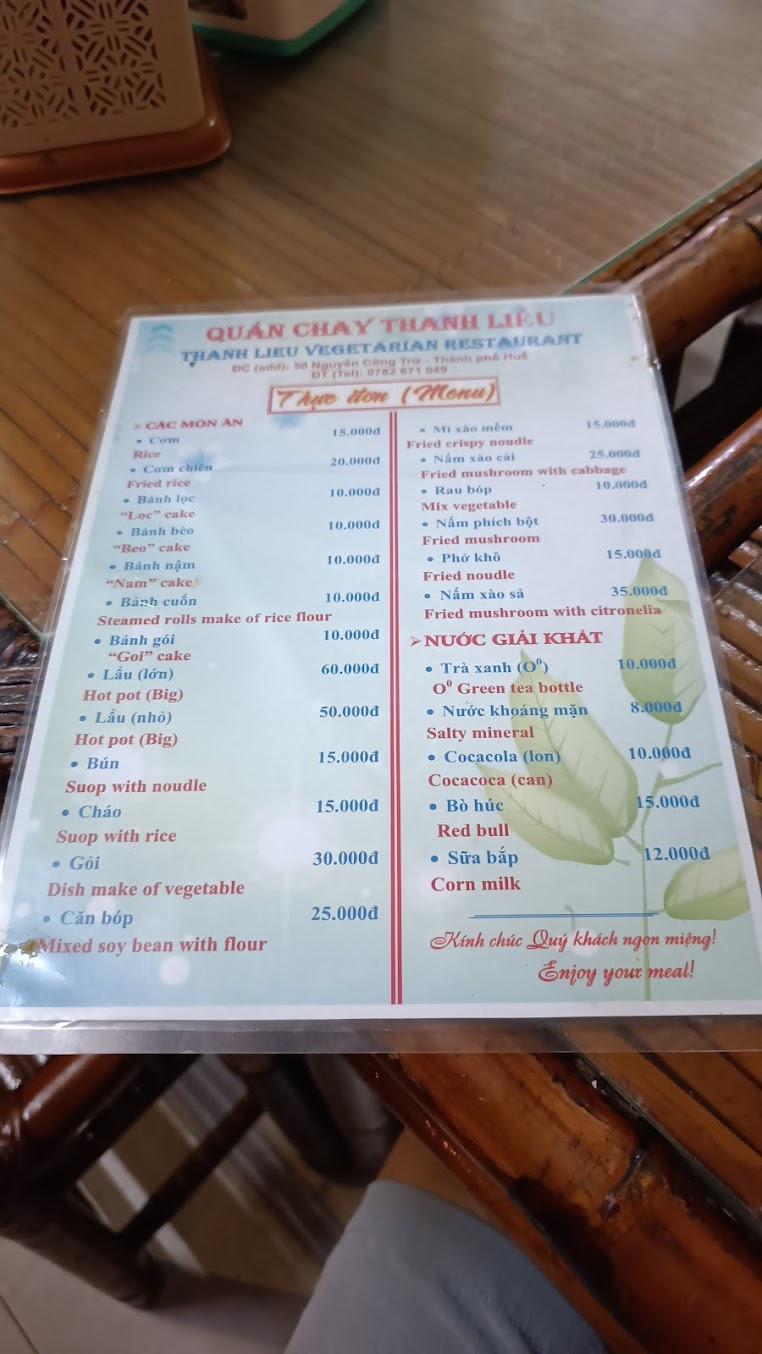 QUÁN CHAY THANH LIỄU
THANH LIEU VEGETARIAN RESTAURANT
ĐC (add): 50 Nguyễn Công Trứ - Thành phố Huế
ĐT (Tel): 0782 671 049
Thực đơn (Menu)
➢ CÁC MÓN ĂN
• Cơm 15.000đ
Rice
• Cơm chiên 20.000đ
Fried rice
• Bánh lọc 10.000đ
"Loc" cake
• Bánh bèo 10.000đ
"Beo" cake
• Bánh nậm 10.000đ
"Nam" cake
• Bánh cuốn 10.000đ
Steamed rolls make of rice flour
• Bánh gói 10.000đ
"Goi" cake
• Lẩu (lớn) 60.000đ
Hot pot (Big)
• Lẩu (nhỏ) 50.000đ
Hot pot (Big)
• Bún 15.000đ
Suop with noudle
• Cháo 15.000đ
Suop with rice
• Gỏi 30.000đ
Dish make of vegetable
• Căn bóp 25.000đ
Mixed soy bean with flour
• Mì xào mềm 15.000đ
Fried crispy noudle
• Nấm xào cải 25.000đ
Fried mushroom with cabbage
• Rau bóp 10.000đ
Mix vegetable
• Nấm phích bột 30.000đ
Fried mushroom
• Phở khô 15.000đ
Fried noudle
• Nấm xào sả 35.000đ
Fried mushroom with citronelia
➢ NƯỚC GIẢI KHÁT
• Trà xanh (O⁰) 10.000đ
O⁰ Green tea bottle
• Nước khoáng mặn 8.000đ
Salty mineral
• Cocacola (lon) 10.000đ
Cocacoca (can)
• Bò húc 15.000đ
Red bull
• Sữa bắp 12.000đ
Corn milk
Kính chúc Quý khách ngon miệng!
Enjoy your meal!